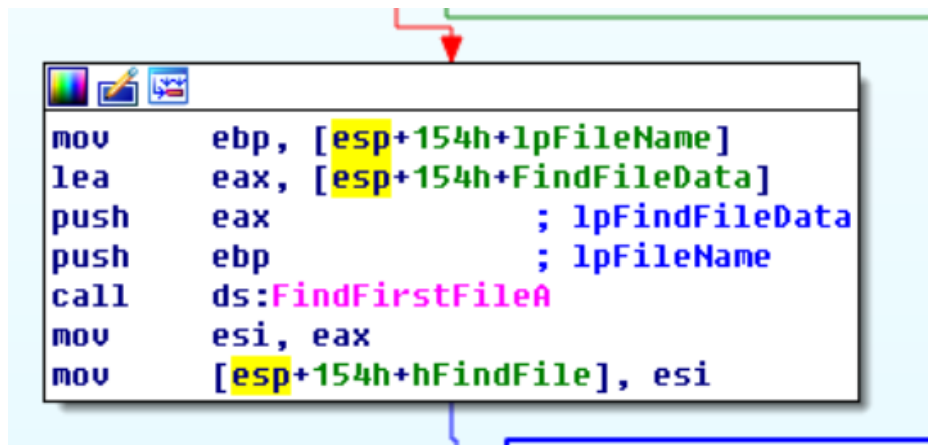 mov ebp, [esp+154h+lpFileName]
lea eax, [esp+154h+FindFileData]
push eax ; lpFindFileData
push ebp ; lpFileName
call ds:FindFirstFileA
mov esi, eax
mov [esp+154h+hFindFile], esi